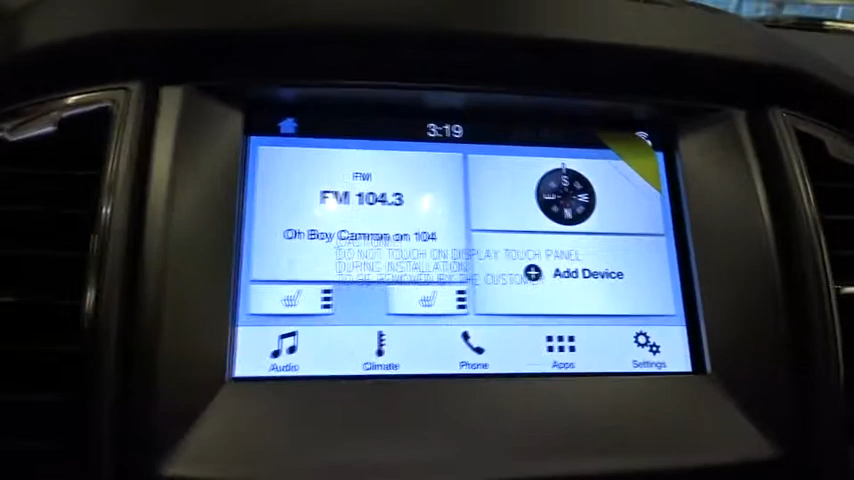 3:19
FM
FM 104.3
Oh Boy Camron on 104
S
E W
N
CAUTION:
DO NOT TOUCH ON DISPLAY TOUCH PANEL
DURING INSTALLATION.
TO BE REMOVED BY THE CUSTOMER
Add Device
Audio
Climate
Phone
Apps
Settings